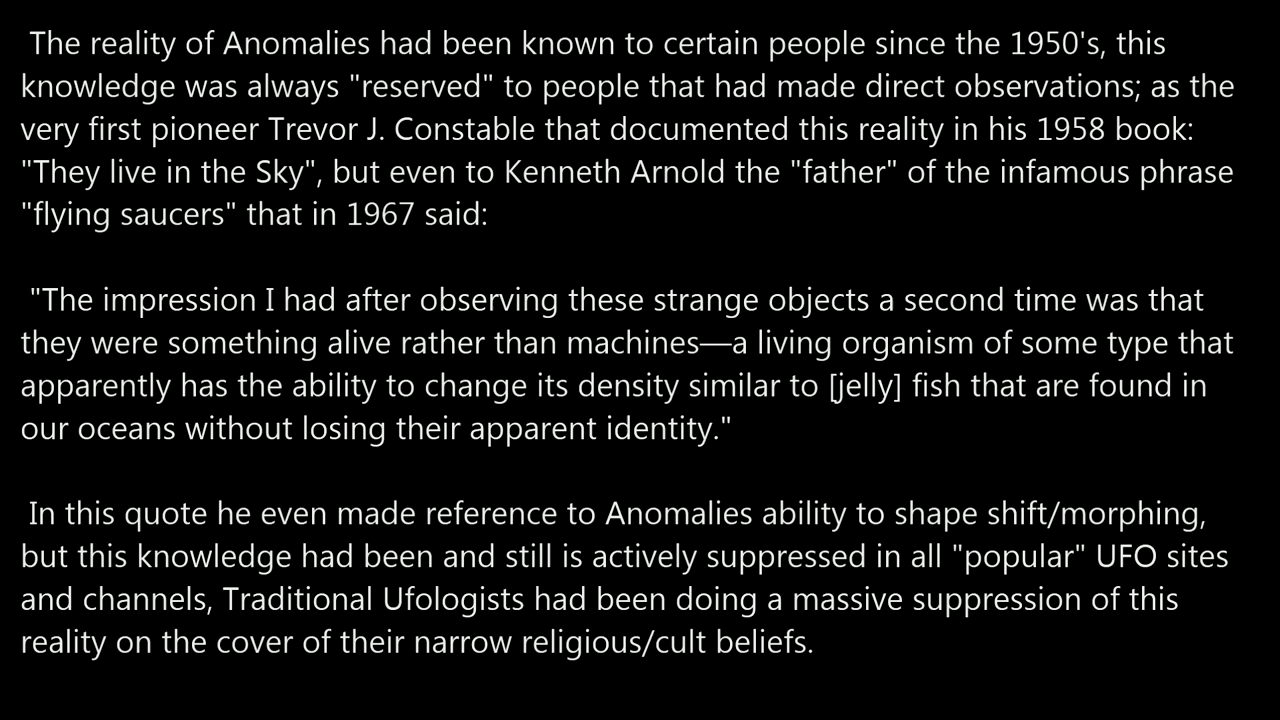 The reality of Anomalies had been known to certain people since the 1950's, this
knowledge was always "reserved" to people that had made direct observations; as the
very first pioneer Trevor J. Constable that documented this reality in his 1958 book:
"They live in the Sky", but even to Kenneth Arnold the "father" of the infamous phrase
"flying saucers" that in 1967 said:
"The impression I had after observing these strange objects a second time was that
they were something alive rather than machines—a living organism of some type that
apparently has the ability to change its density similar to [jelly] fish that are found in
our oceans without losing their apparent identity."
In this quote he even made reference to Anomalies ability to shape shift/morphing,
but this knowledge had been and still is actively suppressed in all "popular" UFO sites
and channels, Traditional Ufologists had been doing a massive suppression of this
reality on the cover of their narrow religious/cult beliefs.